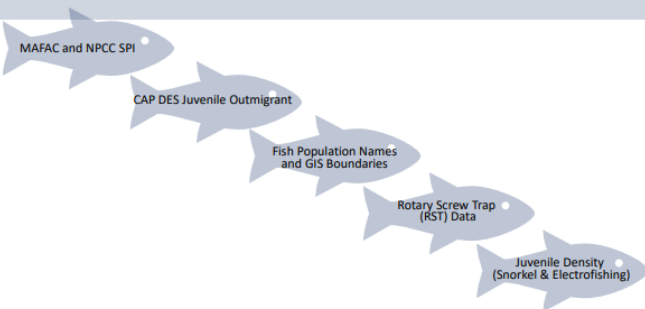 MAFAC and NPCC SPI
CAP DES Juvenile Outmigrant
Fish Population Names
and GIS Boundaries
Rotary Screw Trap
(RST) Data
Juvenile Density
(Snorkel & Electrofishing)